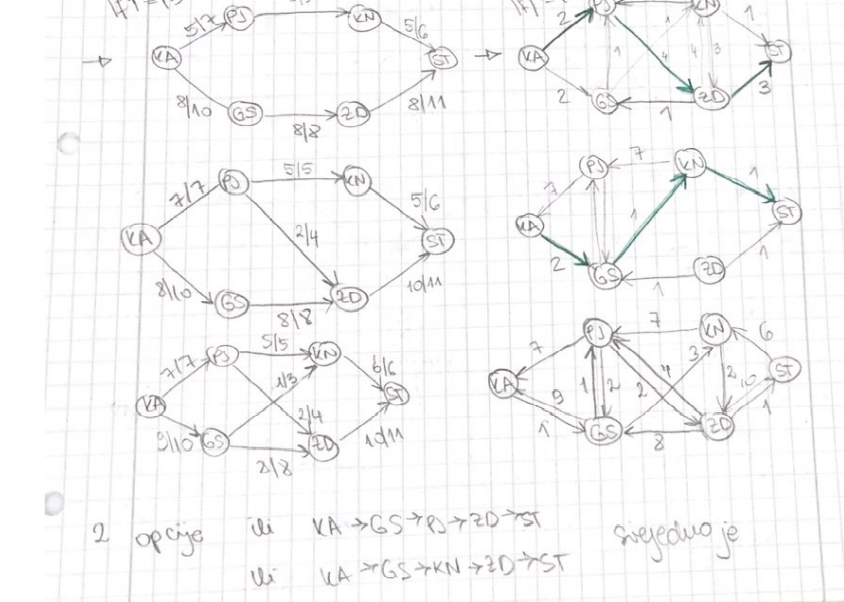 5/7 PJ KN 5/6
KA ST
8/10 GS 8/8 ZD 8/11
2 PJ 1 KN 1
KA 1 4 4 3 ST
2 GS 1 ZD 3
7/7 PJ 5/5 KN 5/6
KA 2/4 ST
8/10 GS 8/8 ZD 10/11
PJ 7 KN 1
7 KA 1 ST
2 GS 1 ZD 1
7/7 PJ 5/5 KN 6/6
KA 1/3 2/4 ST
9/10 GS 8/8 ZD 10/11
7 PJ 7 KN 6
KA 9 1 2 2 4 3 2 10 ST
1 GS 8 ZD 1
2 opcije ili KA → GS → PJ → ZD → ST svejedno je
ili KA → GS → KN → ZD → ST